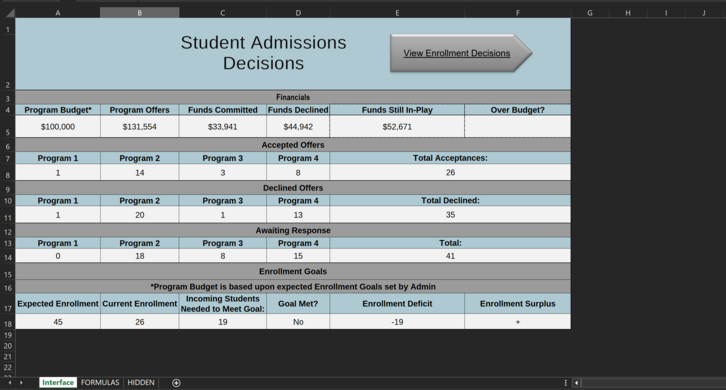 A B C D E F G H I J
1
Student Admissions
Decisions
View Enrollment Decisions
2
3 Financials
4 Program Budget* Program Offers Funds Committed Funds Declined Funds Still In-Play Over Budget?
5 $100,000 $131,554 $33,941 $44,942 $52,671
6 Accepted Offers
7 Program 1 Program 2 Program 3 Program 4 Total Acceptances:
8 1 14 3 8 26
9 Declined Offers
10 Program 1 Program 2 Program 3 Program 4 Total Declined:
11 1 20 1 13 35
12 Awaiting Response
13 Program 1 Program 2 Program 3 Program 4 Total:
14 0 18 8 15 41
15 Enrollment Goals
16 *Program Budget is based upon expected Enrollment Goals set by Admin
Incoming Students
17 Expected Enrollment Current Enrollment Needed to Meet Goal: Goal Met? Enrollment Deficit Enrollment Surplus
18 45 26 19 No -19 +
19
20
21
22
Interface FORMULAS HIDDEN